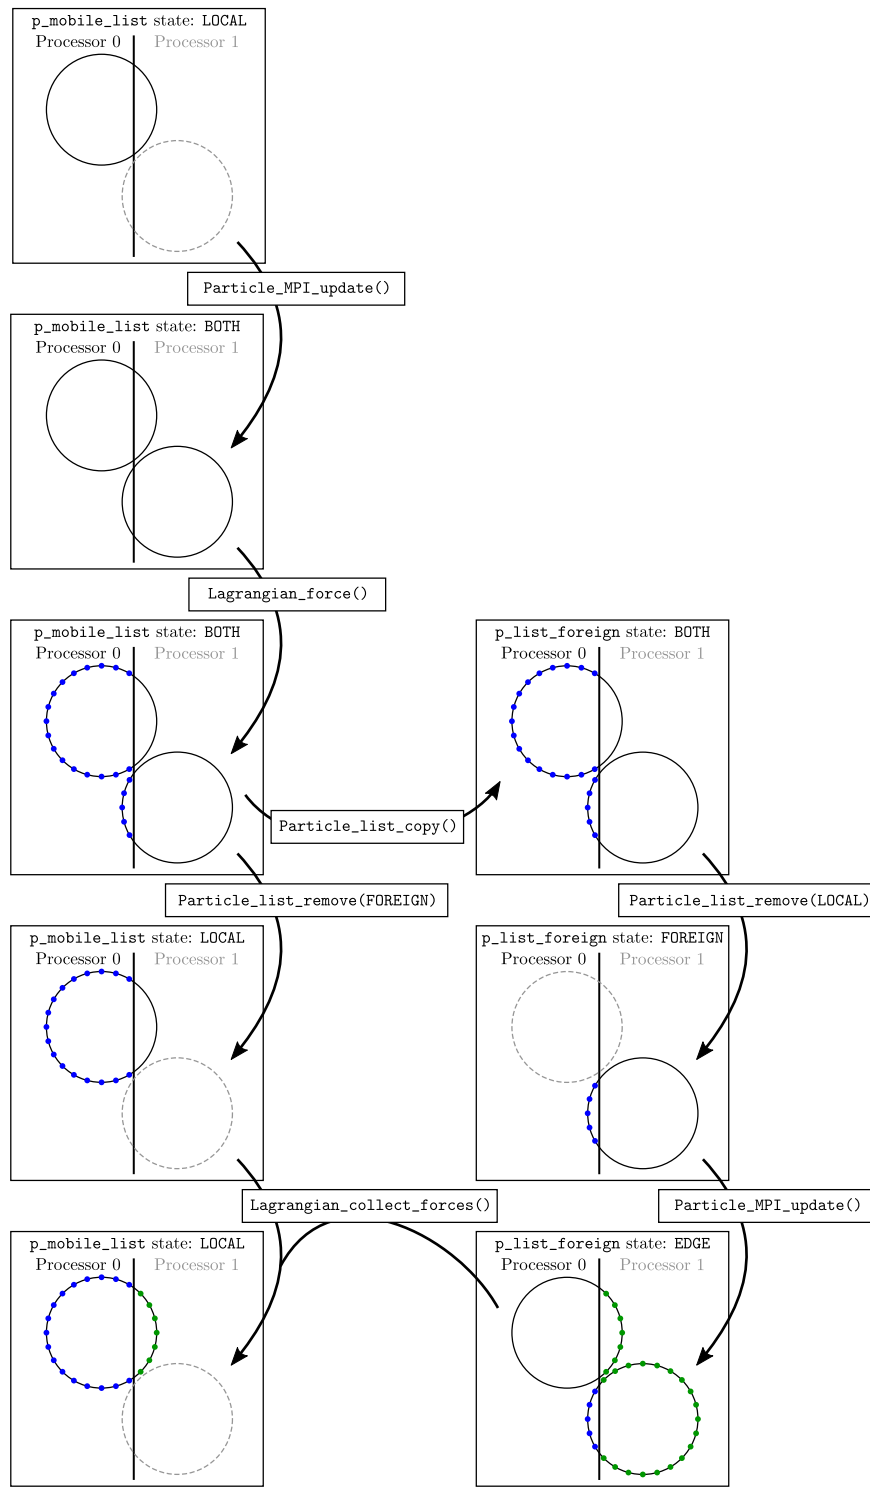 p_mobile_list state: LOCAL
Processor 0 Processor 1
Particle_MPI_update()
p_mobile_list state: BOTH
Processor 0 Processor 1
Lagrangian_force()
p_mobile_list state: BOTH
Processor 0 Processor 1
p_list_foreign state: BOTH
Processor 0 Processor 1
Particle_list_copy()
Particle_list_remove(FOREIGN)
Particle_list_remove(LOCAL)
p_mobile_list state: LOCAL
Processor 0 Processor 1
p_list_foreign state: FOREIGN
Processor 0 Processor 1
Lagrangian_collect_forces()
Particle_MPI_update()
p_mobile_list state: LOCAL
Processor 0 Processor 1
p_list_foreign state: EDGE
Processor 0 Processor 1